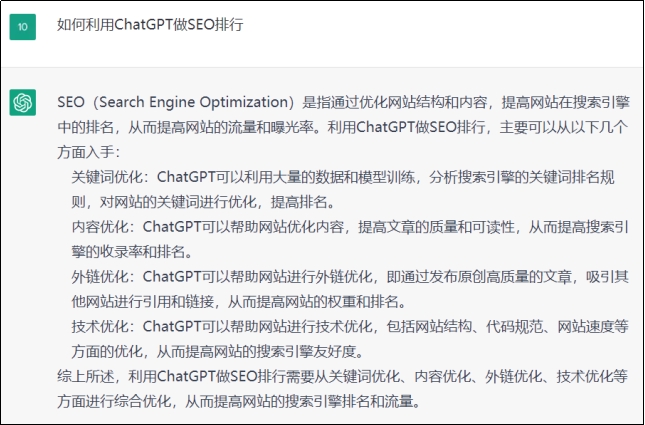 10
如何利用ChatGPT做SEO排行
SEO（Search Engine Optimization）是指通过优化网站结构和内容，提高网站在搜索引擎
中的排名，从而提高网站的流量和曝光率。利用ChatGPT做SEO排行，主要可以从以下几个
方面入手：
关键词优化：ChatGPT可以利用大量的数据和模型训练，分析搜索引擎的关键词排名规
则，对网站的关键词进行优化，提高排名。
内容优化：ChatGPT可以帮助网站优化内容，提高文章的质量和可读性，从而提高搜索引
擎的收录率和排名。
外链优化：ChatGPT可以帮助网站进行外链优化，即通过发布原创高质量的文章，吸引其
他网站进行引用和链接，从而提高网站的权重和排名。
技术优化：ChatGPT可以帮助网站进行技术优化，包括网站结构、代码规范、网站速度等
方面的优化，从而提高网站的搜索引擎友好度。
综上所述，利用ChatGPT做SEO排行需要从关键词优化、内容优化、外链优化、技术优化等
方面进行综合优化，从而提高网站的搜索引擎排名和流量。